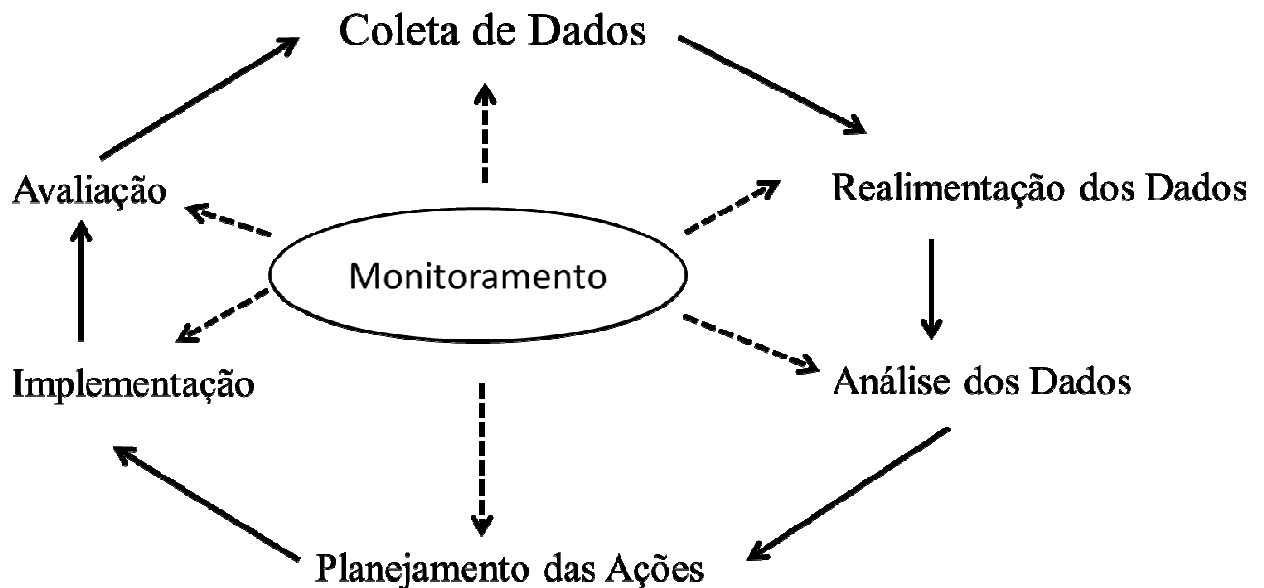 Coleta de Dados
Avaliação
Realimentação dos Dados
Monitoramento
Implementação
Análise dos Dados
Planejamento das Ações